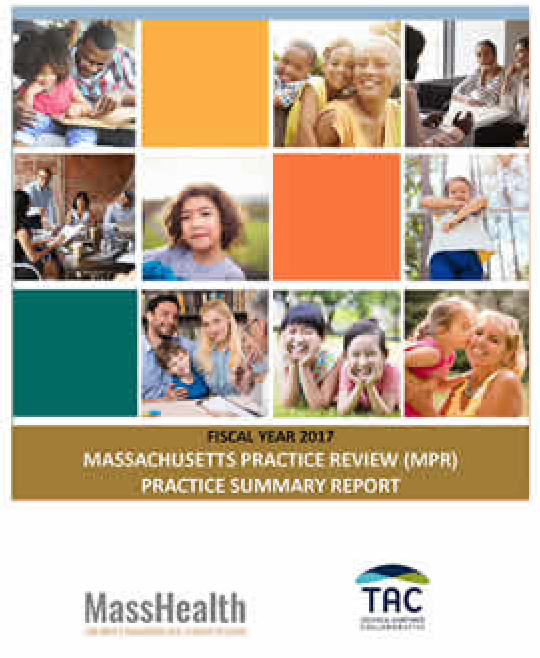 FISCAL YEAR 2017
MASSACHUSETTS PRACTICE REVIEW (MPR)
PRACTICE SUMMARY REPORT
MassHealth
TAC